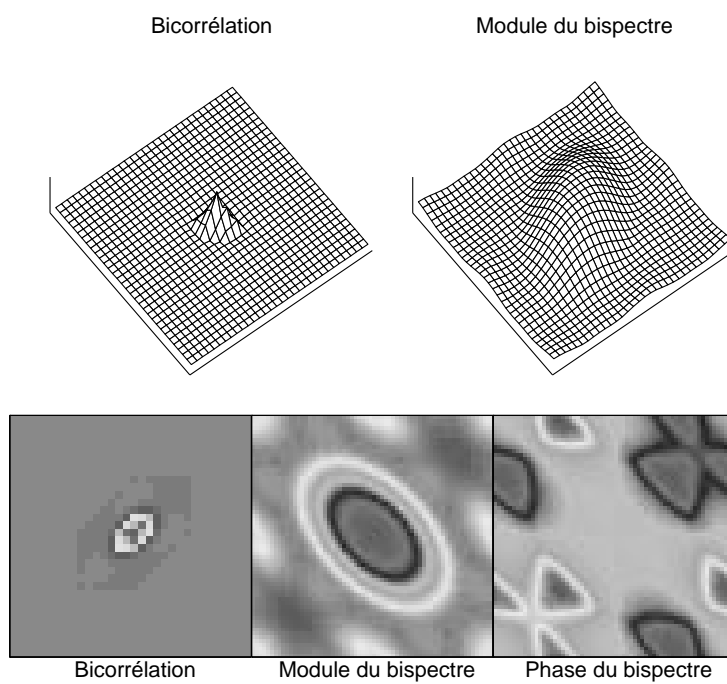 Bicorrélation
Module du bispectre
Bicorrélation
Module du bispectre
Phase du bispectre